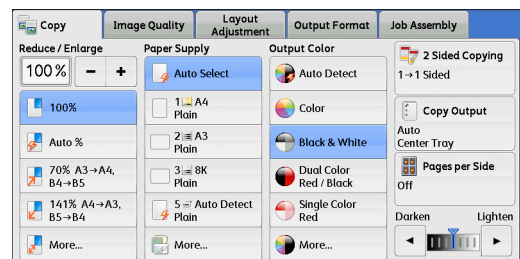 Copy
Image Quality
Layout
Adjustment
Output Format
Job Assembly
Reduce / Enlarge
100%
- +
100%
Auto %
70% A3→A4,
B4→B5
141% A4→A3,
B5→B4
More...
Paper Supply
Auto Select
1 A4
Plain
2 A3
Plain
3 8K
Plain
5 Auto Detect
Plain
More...
Output Color
Auto Detect
Color
Black & White
Dual Color
Red / Black
Single Color
Red
More...
2 Sided Copying
1→1 Sided
Copy Output
Auto
Center Tray
Pages per Side
Off
Darken Lighten